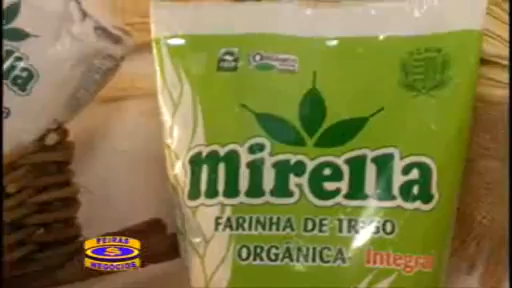 mirella
FARINHA DE TRIGO
ORGÂNICA Integral
FEIRAS
$
NEGÓCIOS